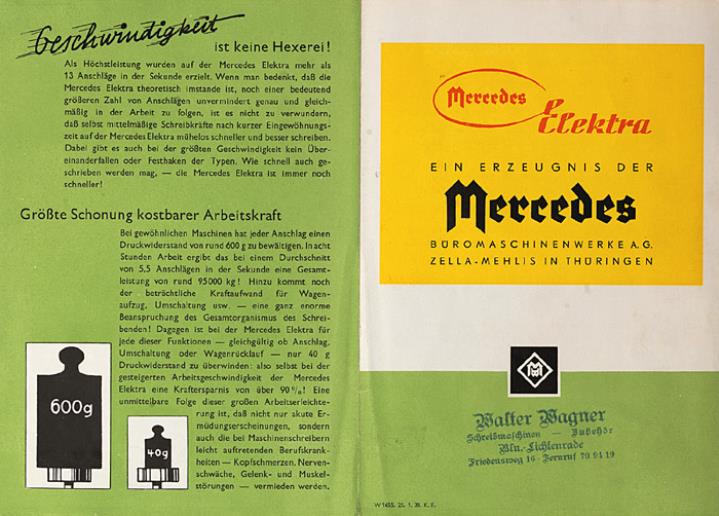 Geschwindigkeit
ist keine Hexerei!
Als Höchstleistung wurden auf der Mercedes Elektra mehr als
13 Anschläge in der Sekunde erzielt. Wenn man bedenkt, daß die
Mercedes Elektra theoretisch imstande ist, noch einer bedeutend
größeren Zahl von Anschlägen unvermindert genau und gleich-
mäßig in der Arbeit zu folgen, ist es nicht zu verwundern,
daß selbst mittelmäßige Schreibkräfte nach kurzer Eingewöhnungs-
zeit auf der Mercedes Elektra mühelos schneller und besser schreiben.
Dabei gibt es auch bei der größten Geschwindigkeit kein Über-
einanderfallen oder Festhaken der Typen. Wie schnell auch ge-
schrieben werden mag, — die Mercedes Elektra ist immer noch
schneller!
Größte Schonung kostbarer Arbeitskraft
Bei gewöhnlichen Maschinen hat jeder Anschlag einen
Druckwiderstand von rund 600 g zu bewältigen. In acht
Stunden Arbeit ergibt das bei einem Durchschnitt
von 5,5 Anschlägen in der Sekunde eine Gesamt-
leistung von rund 95000 kg! Hinzu kommt noch
der beträchtliche Kraftaufwand für Wagen-
aufzug, Umschaltung usw. — eine ganz enorme
Beanspruchung des Gesamtorganismus des Schrei-
benden! Dagegen ist bei der Mercedes Elektra für
jede dieser Funktionen — gleichgültig ob Anschlag,
Umschaltung oder Wagenrücklauf — nur 40 g
Druckwiderstand zu überwinden: also selbst bei der
gesteigerten Arbeitsgeschwindigkeit der Mercedes
Elektra eine Kraftersparnis von über 90 %! Eine
unmittelbare Folge dieser großen Arbeitserleichte-
rung ist, daß nicht nur akute Er-
müdungserscheinungen, sondern
auch die bei Maschinenschreibern
leicht auftretenden Berufskrank-
heiten — Kopfschmerzen, Nerven-
schwäche, Gelenk- und Muskel-
störungen — vermieden werden.
600g
40g
Mercedes
Elektra
EIN ERZEUGNIS DER
Mercedes
BÜROMASCHINENWERKE A.G.
ZELLA-MEHLIS IN THÜRINGEN
Walter Wagner
Schreibmaschinen — Zubehör
Bln.-Lichtenrade
Friedensweg 16 - Fernruf 70 94 19
W 1455. 25. 1. 39. K. E.